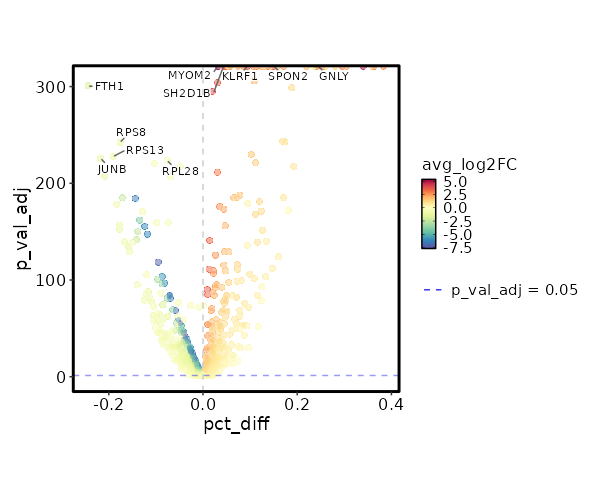 300
200
100
0
p_val_adj
-0.2
0.0
0.2
0.4
pct_diff
MYOM2
KLRF1
SPON2
GNLY
FTH1
SH2D1B
RPS8
RPS13
JUNB
RPL28
avg_log2FC
5.0
2.5
0.0
-2.5
-5.0
-7.5
p_val_adj = 0.05